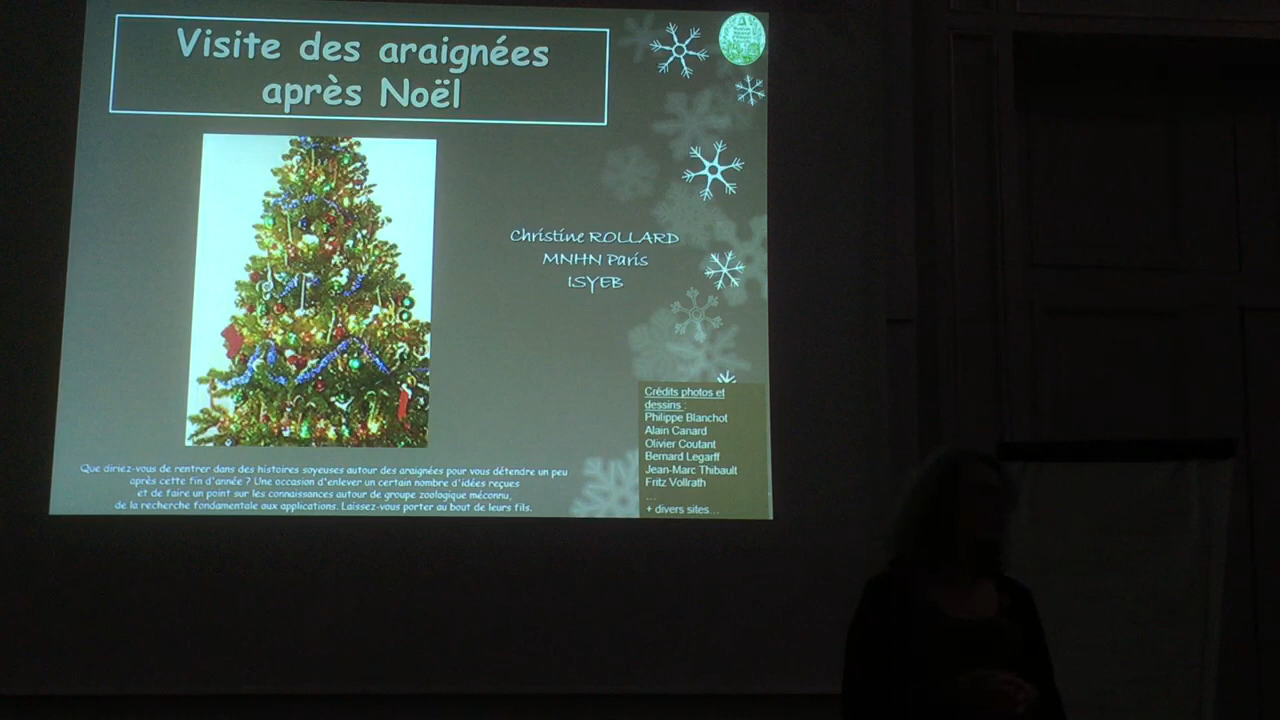 Visite des araignées
après Noël
Christine ROLLARD
MNHN Paris
ISYEB
Crédits photos et
dessins :
Philippe Blanchot
Alain Canard
Olivier Coutant
Bernard Legarff
Jean-Marc Thibault
Fritz Vollrath
...
+ divers sites...
Que diriez-vous de rentrer dans des histoires soyeuses autour des araignées pour vous détendre un peu
après cette fin d'année ? Une occasion d'enlever un certain nombre d'idées reçues
et de faire un point sur les connaissances autour de groupe zoologique méconnu,
de la recherche fondamentale aux applications. Laissez-vous porter au bout de leurs fils.